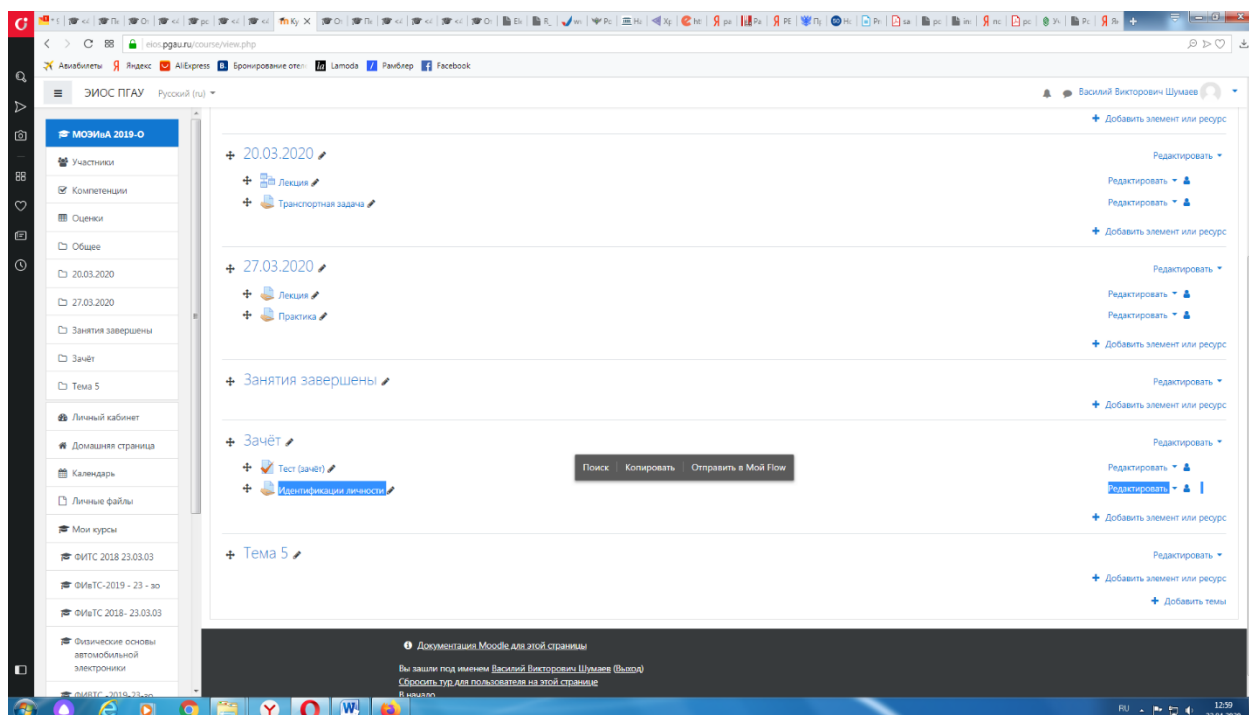 Ку
eios.pgau.ru/course/view.php
Авиабилеты Яндекс AliExpress Бронирование отел Lamoda Рамблер Facebook
ЭИОС ПГАУ Русский (ru) Василий Викторович Шумаев
МОЭИвА 2019-О
Участники
Компетенции
Оценки
Общее
20.03.2020
27.03.2020
Занятия завершены
Зачёт
Тема 5
Личный кабинет
Домашняя страница
Календарь
Личные файлы
Мои курсы
ФИТС 2018 23.03.03
ФИвТС-2019 - 23 - зо
ФИвТС 2018- 23.03.03
Физические основы
автомобильной
электроники
Добавить элемент или ресурс
20.03.2020 Редактировать
Лекция Редактировать
Транспортная задача Редактировать
Добавить элемент или ресурс
27.03.2020 Редактировать
Лекция Редактировать
Практика Редактировать
Добавить элемент или ресурс
Занятия завершены Редактировать
Добавить элемент или ресурс
Зачёт Редактировать
Поиск Копировать Отправить в Мой Flow
Тест (зачёт) Редактировать
Идентификации личности Редактировать
Добавить элемент или ресурс
Тема 5 Редактировать
Добавить элемент или ресурс
Добавить темы
Документация Moodle для этой страницы
Вы зашли под именем Василий Викторович Шумаев (Выход)
Сбросить тур для пользователя на этой странице
В начало
RU 12:59